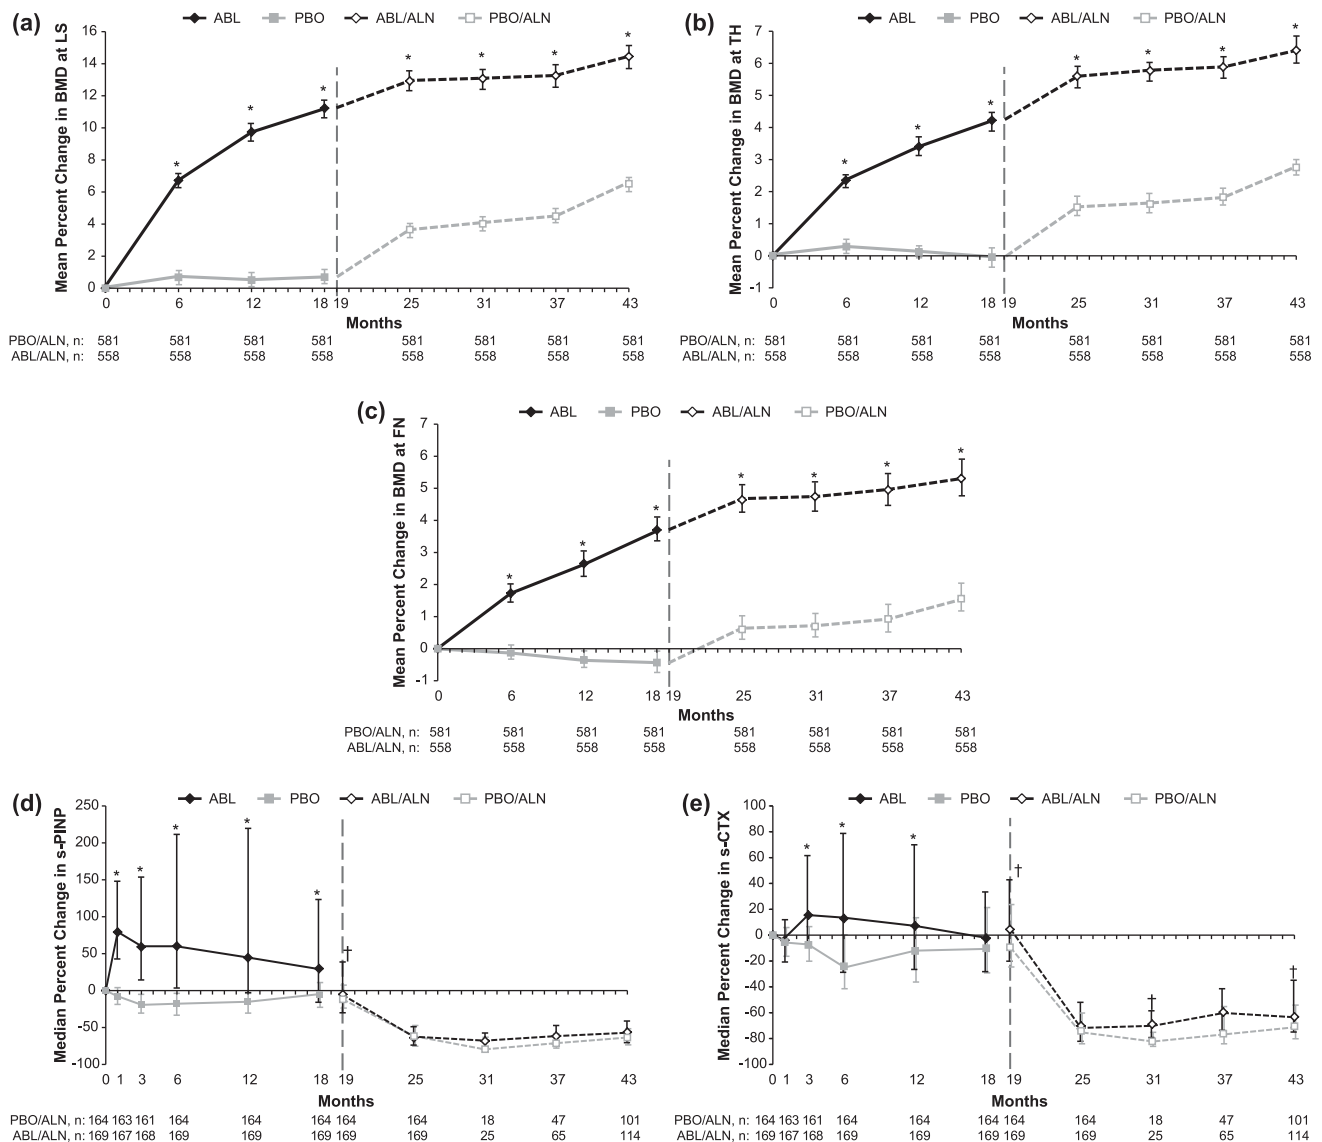 (a)
ABL PBO ABL/ALN PBO/ALN
Mean Percent Change in BMD at LS
16
14
12
10
8
6
4
2
0
0 6 12 18 19 25 31 37 43
* * * * * * *
Months
PBO/ALN, n: 581 581 581 581 581 581 581 581
ABL/ALN, n: 558 558 558 558 558 558 558 558
(b)
ABL PBO ABL/ALN PBO/ALN
Mean Percent Change in BMD at TH
7
6
5
4
3
2
1
0
-1
0 6 12 18 19 25 31 37 43
* * * * * * *
Months
PBO/ALN, n: 581 581 581 581 581 581 581 581
ABL/ALN, n: 558 558 558 558 558 558 558 558
(c)
ABL PBO ABL/ALN PBO/ALN
Mean Percent Change in BMD at FN
7
6
5
4
3
2
1
0
-1
0 6 12 18 19 25 31 37 43
* * * * * * *
Months
PBO/ALN, n: 581 581 581 581 581 581 581 581
ABL/ALN, n: 558 558 558 558 558 558 558 558
(d)
ABL PBO ABL/ALN PBO/ALN
Median Percent Change in s-PINP
250
200
150
100
50
0
-50
-100
* * * * * †
0 1 3 6 12 18 19 25 31 37 43
Months
PBO/ALN, n: 164 163 161 164 164 164 164 164 18 47 101
ABL/ALN, n: 169 167 168 169 169 169 169 169 25 65 114
(e)
ABL PBO ABL/ALN PBO/ALN
Median Percent Change in s-CTX
100
80
60
40
20
0
-20
-40
-60
-80
-100
* * * † † †
0 1 3 6 12 18 19 25 31 37 43
Months
PBO/ALN, n: 164 163 161 164 164 164 164 164 18 47 101
ABL/ALN, n: 169 167 168 169 169 169 169 169 25 65 114